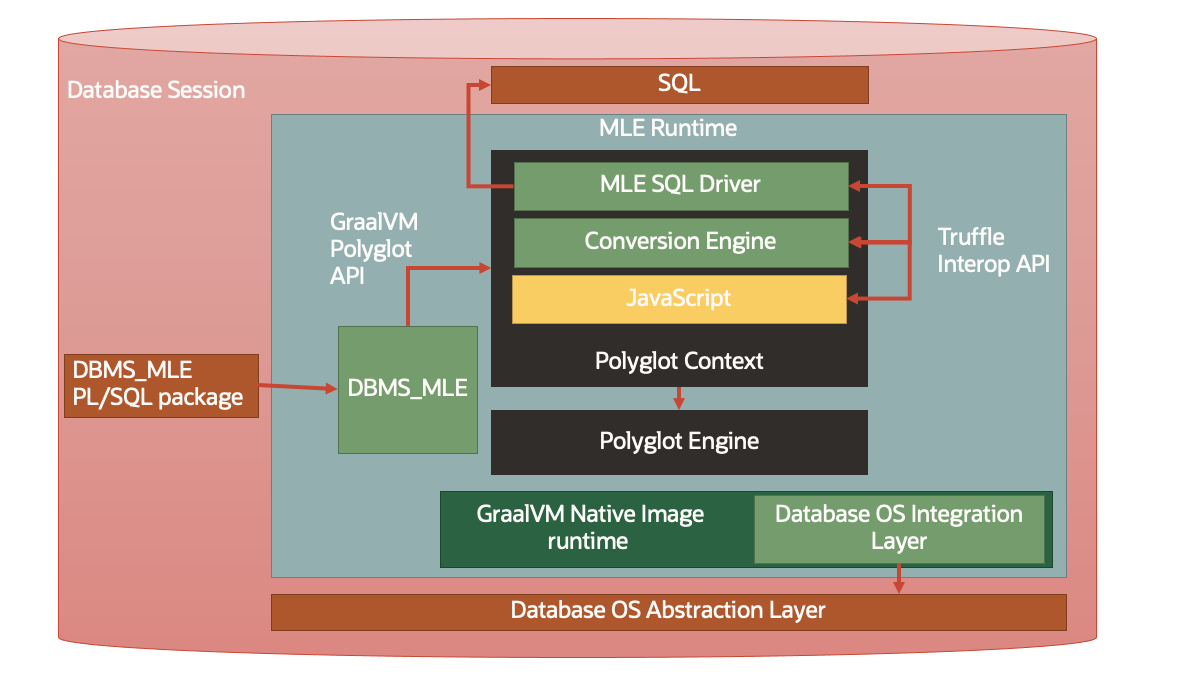 SQL
Database Session
MLE Runtime
MLE SQL Driver
GraalVM
Polyglot
API
Conversion Engine
Truffle
Interop API
JavaScript
Polyglot Context
DBMS_MLE
PL/SQL package
DBMS_MLE
Polyglot Engine
GraalVM Native Image
runtime
Database OS Integration
Layer
Database OS Abstraction Layer